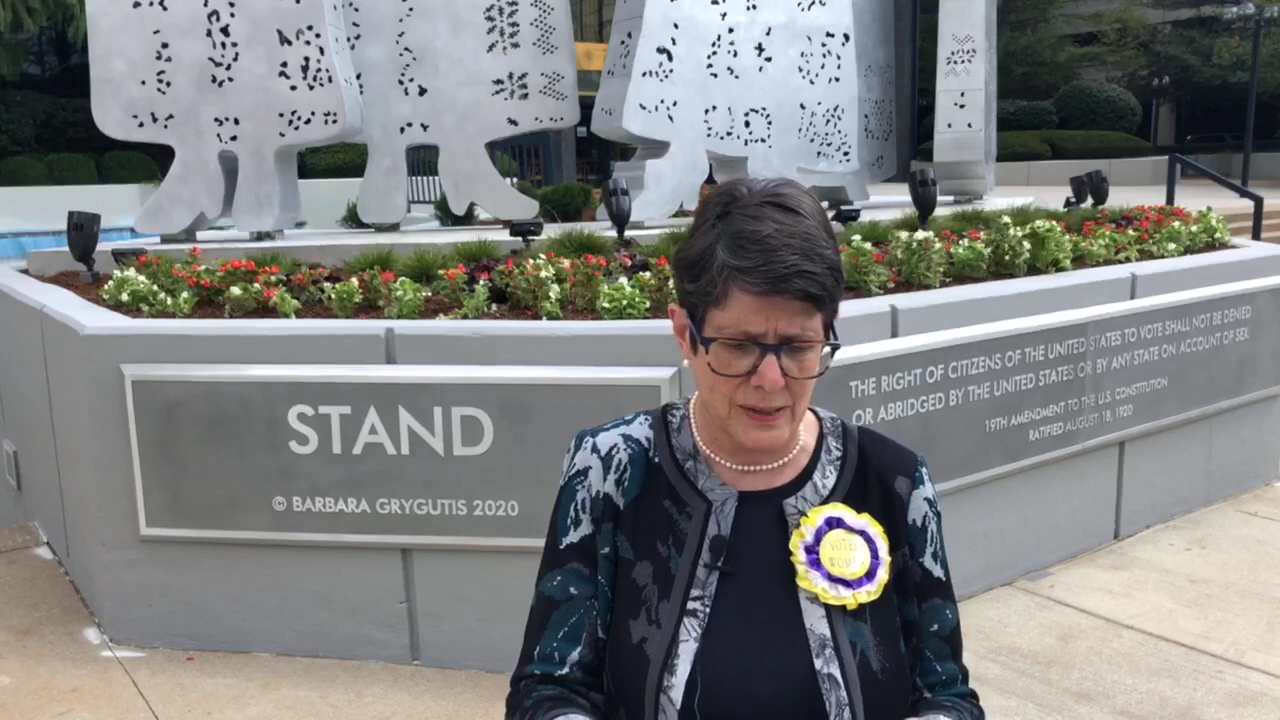 STAND
© BARBARA GRYGUTIS 2020
THE RIGHT OF CITIZENS OF THE UNITED STATES TO VOTE SHALL NOT BE DENIED
OR ABRIDGED BY THE UNITED STATES OR BY ANY STATE ON ACCOUNT OF SEX.
19TH AMENDMENT TO THE U.S. CONSTITUTION
RATIFIED AUGUST 18, 1920